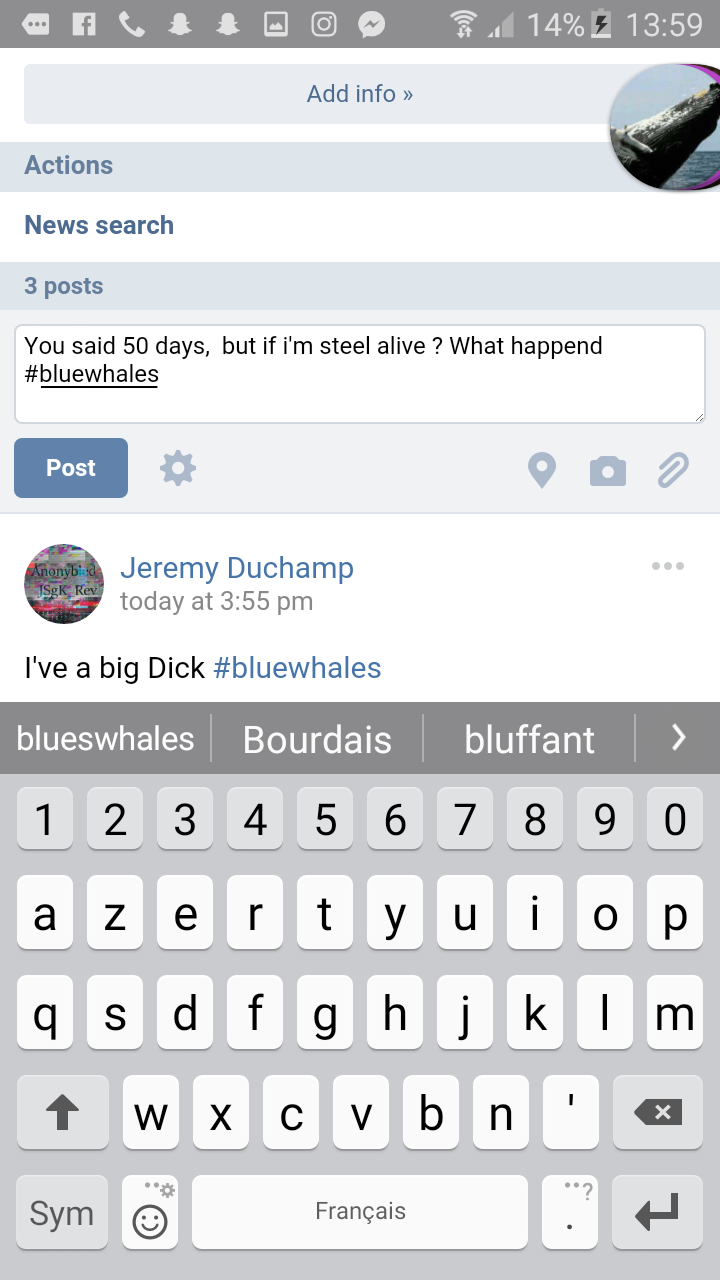 14% 13:59
Add info »
Actions
News search
3 posts
You said 50 days,  but if i'm steel alive ? What happend
#bluewhales
Post
Anonyb
JSgK_Rev
Jeremy Duchamp
today at 3:55 pm
I've a big Dick #bluewhales
blueswhales Bourdais bluffant
1 2 3 4 5 6 7 8 9 0
a z e r t y u i o p
q s d f g h j k l m
w x c v b n '
Sym Français . ?